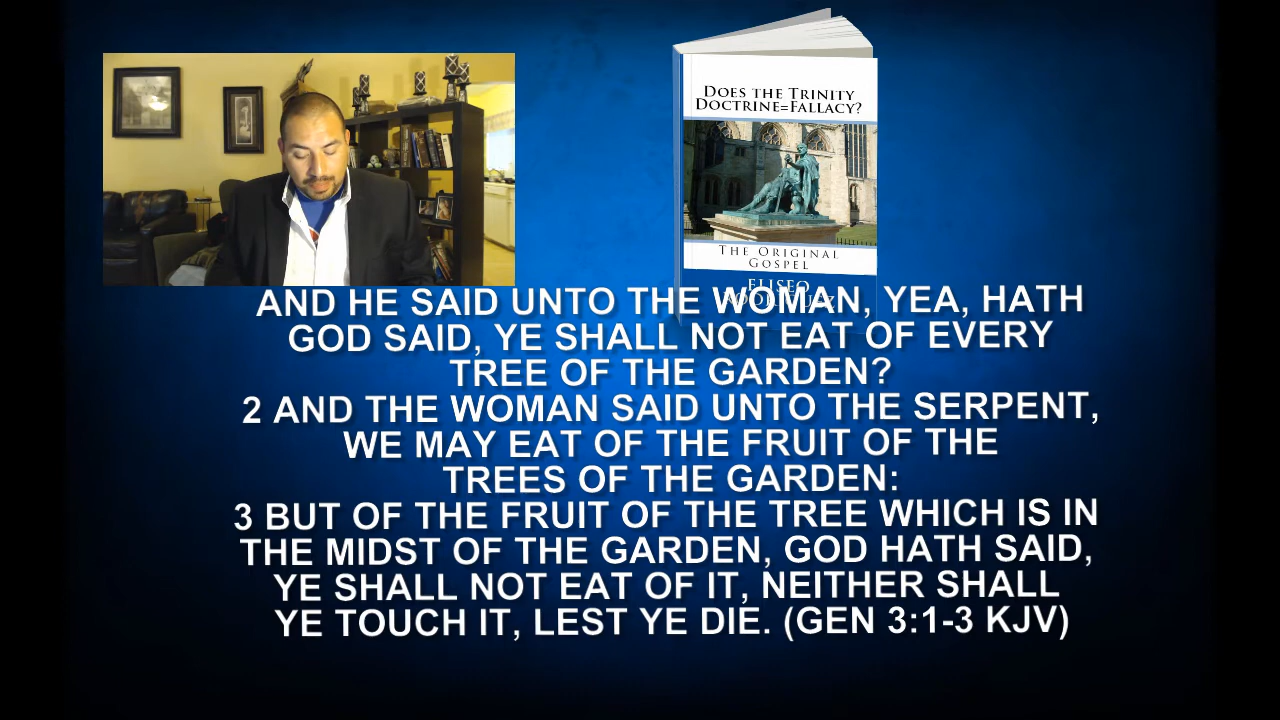 DOES THE TRINITY
DOCTRINE=FALLACY?
THE ORIGINAL
GOSPEL
ELISEO
AND HE SAID UNTO THE WOMAN, YEA, HATH
GOD SAID, YE SHALL NOT EAT OF EVERY
TREE OF THE GARDEN?
2 AND THE WOMAN SAID UNTO THE SERPENT,
WE MAY EAT OF THE FRUIT OF THE
TREES OF THE GARDEN:
3 BUT OF THE FRUIT OF THE TREE WHICH IS IN
THE MIDST OF THE GARDEN, GOD HATH SAID,
YE SHALL NOT EAT OF IT, NEITHER SHALL
YE TOUCH IT, LEST YE DIE. (GEN 3:1-3 KJV)